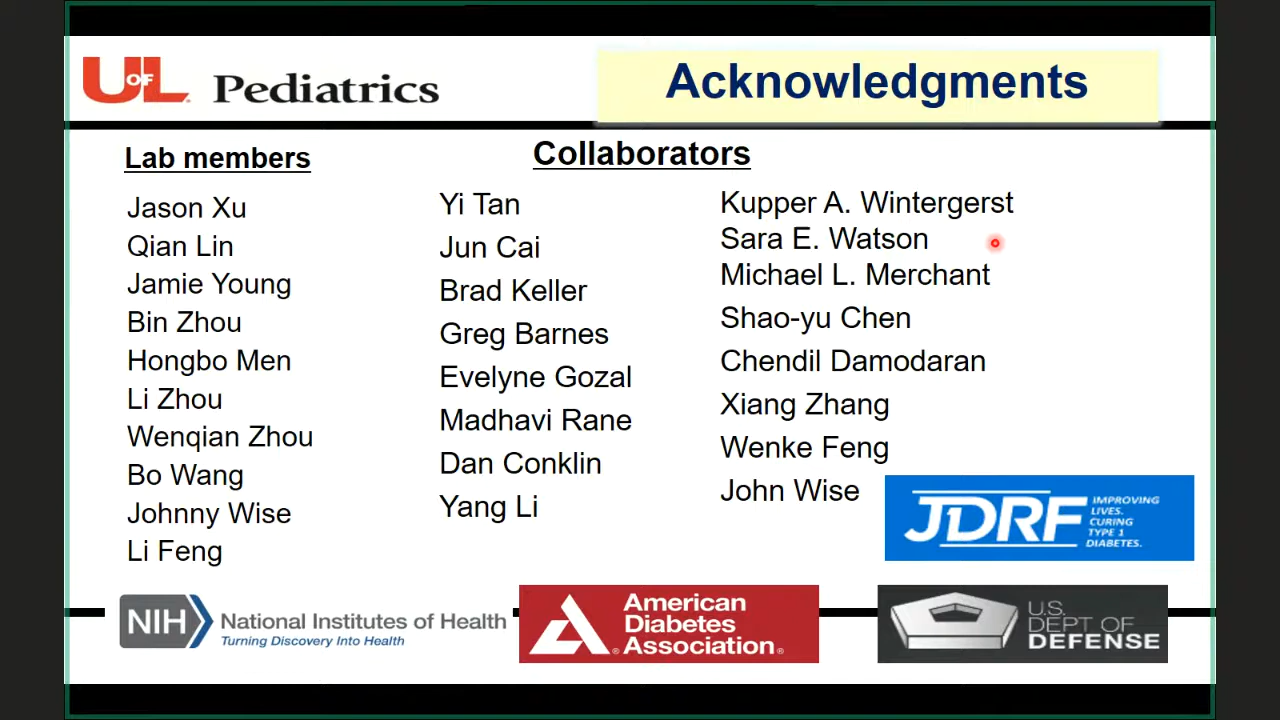 UofL Pediatrics
Acknowledgments
Lab members
Jason Xu
Qian Lin
Jamie Young
Bin Zhou
Hongbo Men
Li Zhou
Wenqian Zhou
Bo Wang
Johnny Wise
Li Feng
Collaborators
Yi Tan
Jun Cai
Brad Keller
Greg Barnes
Evelyne Gozal
Madhavi Rane
Dan Conklin
Yang Li
Kupper A. Wintergerst
Sara E. Watson
Michael L. Merchant
Shao-yu Chen
Chendil Damodaran
Xiang Zhang
Wenke Feng
John Wise
JDRF
IMPROVING
LIVES.
CURING
TYPE 1
DIABETES.
NIH
National Institutes of Health
Turning Discovery Into Health
American
Diabetes
Association®
U.S.
DEPT OF
DEFENSE